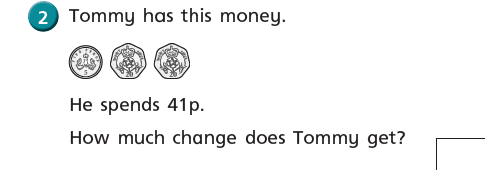 2 Tommy has this money.
He spends 41p.
How much change does Tommy get?